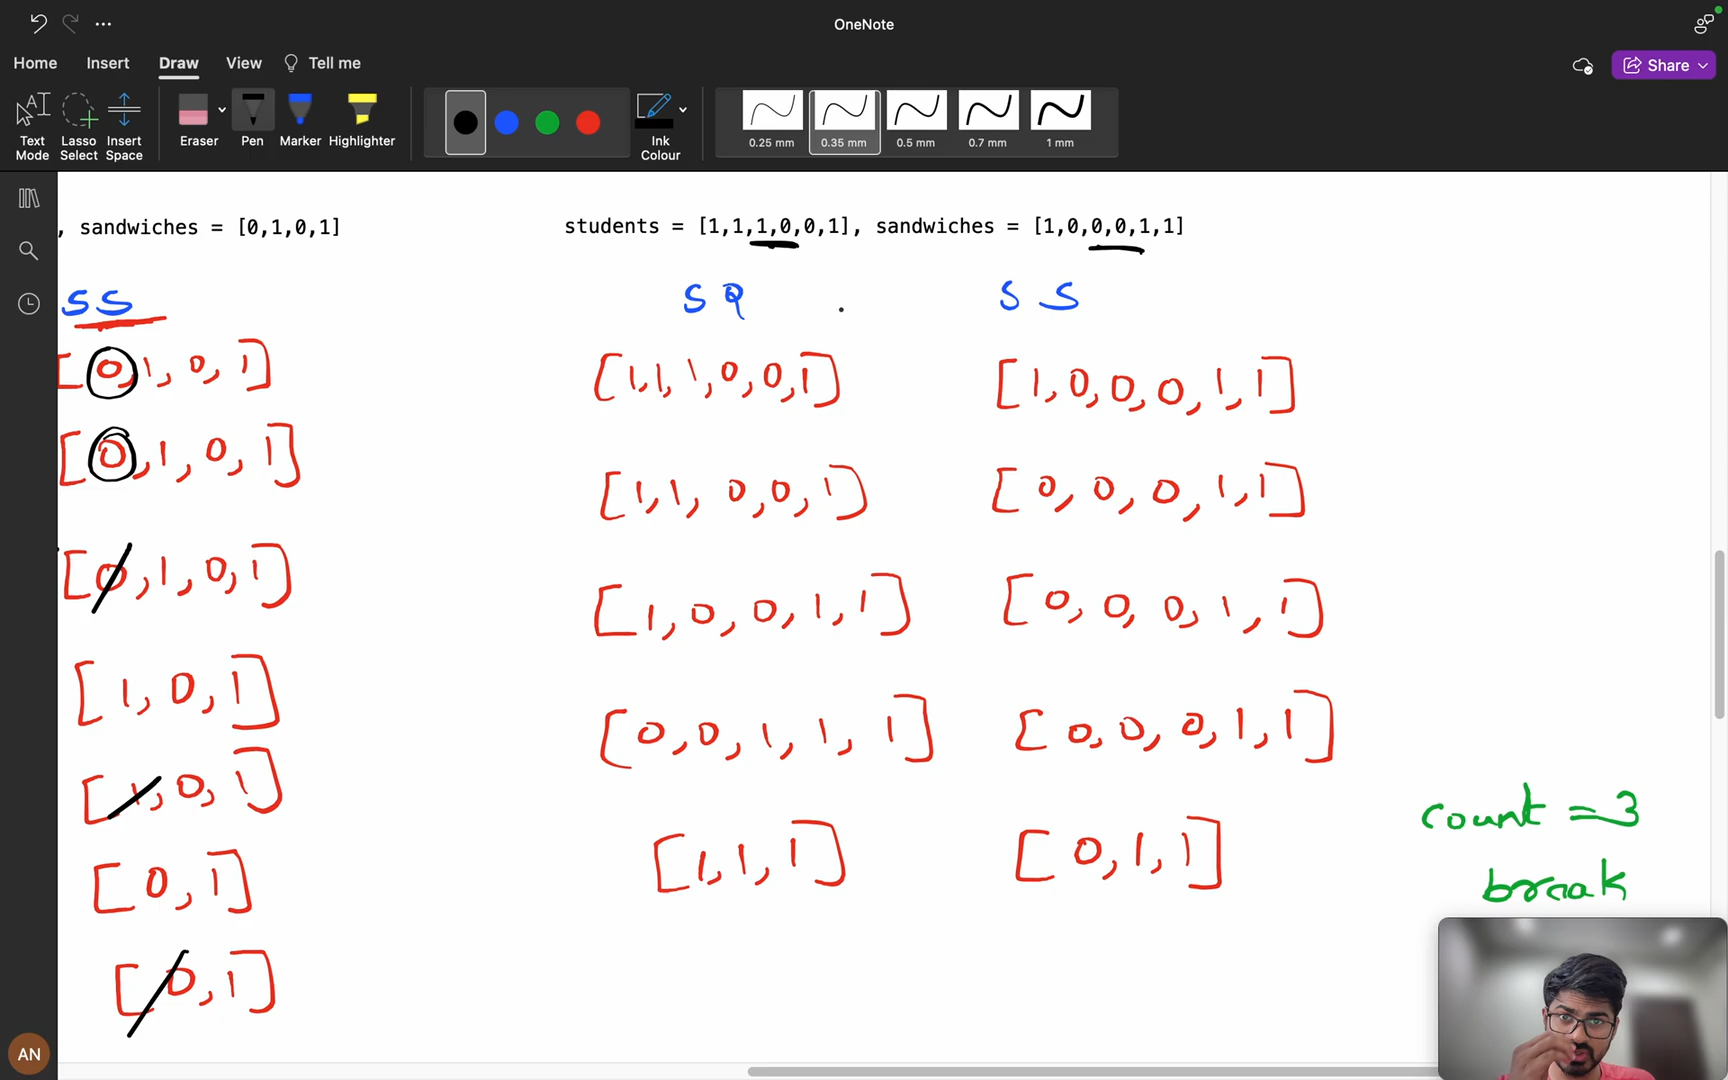 OneNote
Home Insert Draw View Tell me
Share
Text Mode
Lasso Select
Insert Space
Eraser
Pen
Marker
Highlighter
Ink Colour
0.25 mm
0.35 mm
0.5 mm
0.7 mm
1 mm
, sandwiches = [0,1,0,1]
students = [1,1,1,0,0,1], sandwiches = [1,0,0,0,1,1]
SS
[0,1,0,1]
[0,1,0,1]
[0,1,0,1]
[1,0,1]
[1,0,1]
[0,1]
[0,1]
SQ SS
[1,1,1,0,0,1] [1,0,0,0,1,1]
[1,1,0,0,1] [0,0,0,1,1]
[1,0,0,1,1] [0,0,0,1,1]
[0,0,1,1,1] [0,0,0,1,1]
[1,1,1] [0,1,1]
count = 3
break
AN